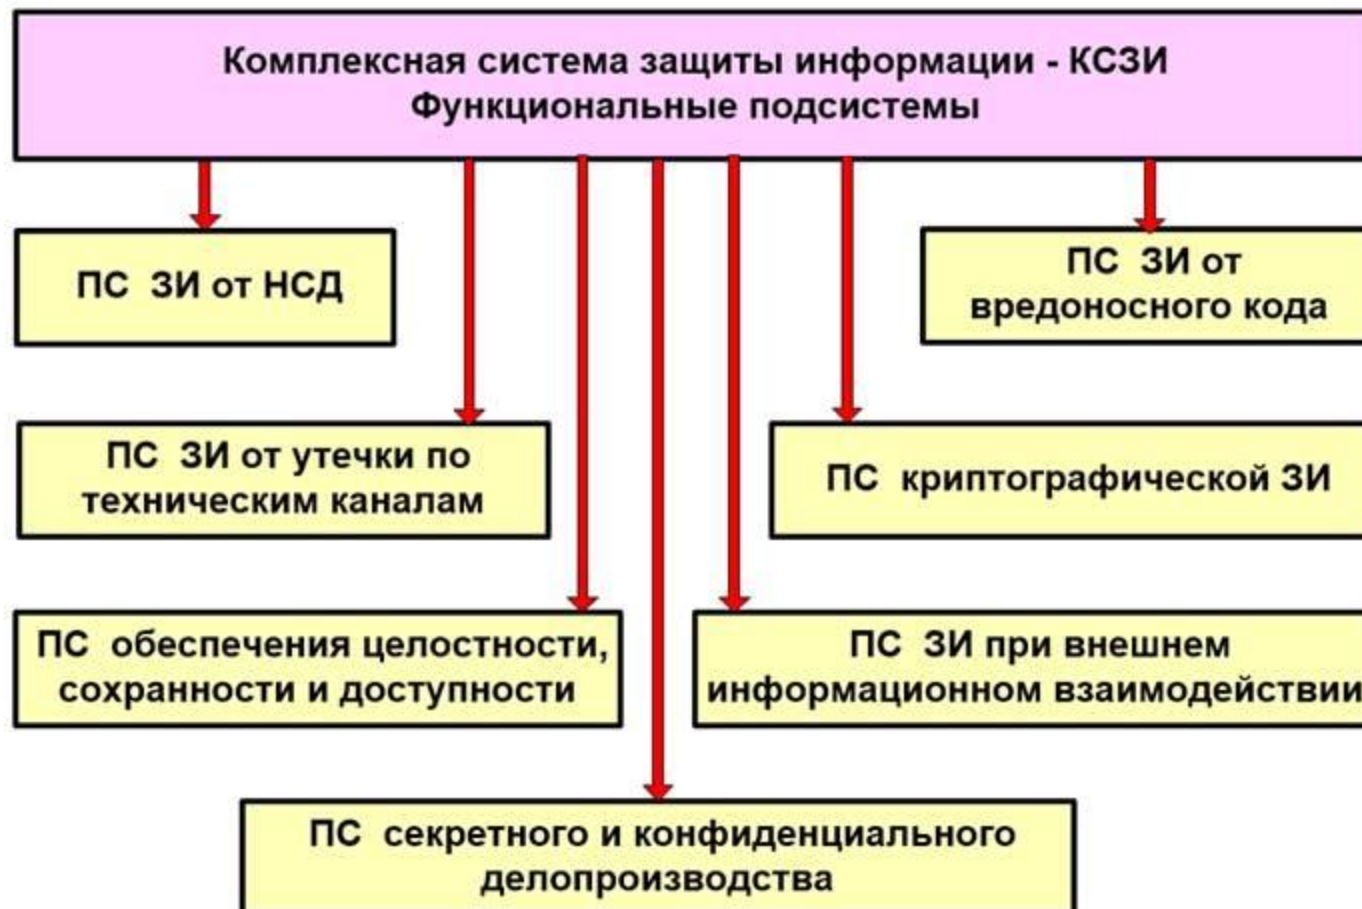 Комплексная система защиты информации - КСЗИ
Функциональные подсистемы
ПС ЗИ от НСД
ПС ЗИ от
вредоносного кода
ПС ЗИ от утечки по
техническим каналам
ПС криптографической ЗИ
ПС обеспечения целостности,
сохранности и доступности
ПС ЗИ при внешнем
информационном взаимодействии
ПС секретного и конфиденциального
делопроизводства